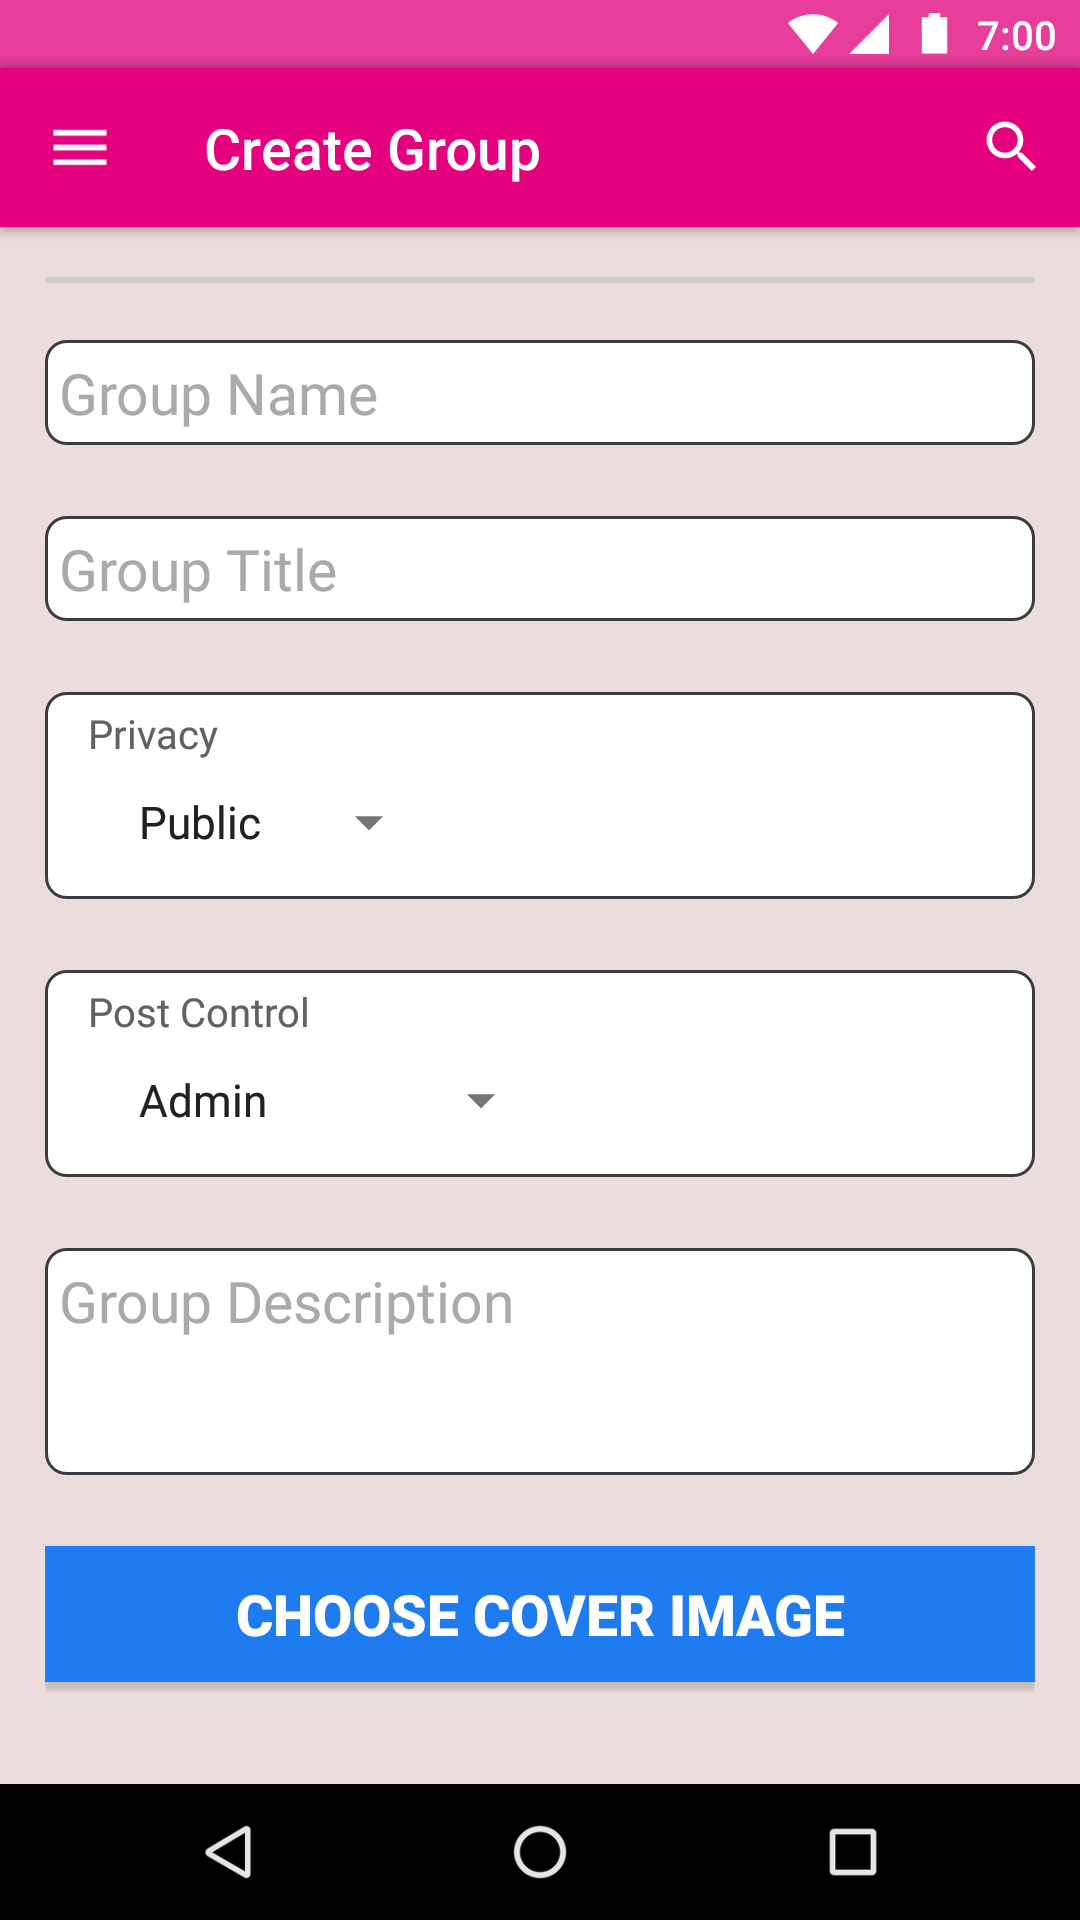 7:00
Create Group
Group Name
Group Title
Privacy
Public
Post Control
Admin
Group Description
CHOOSE COVER IMAGE